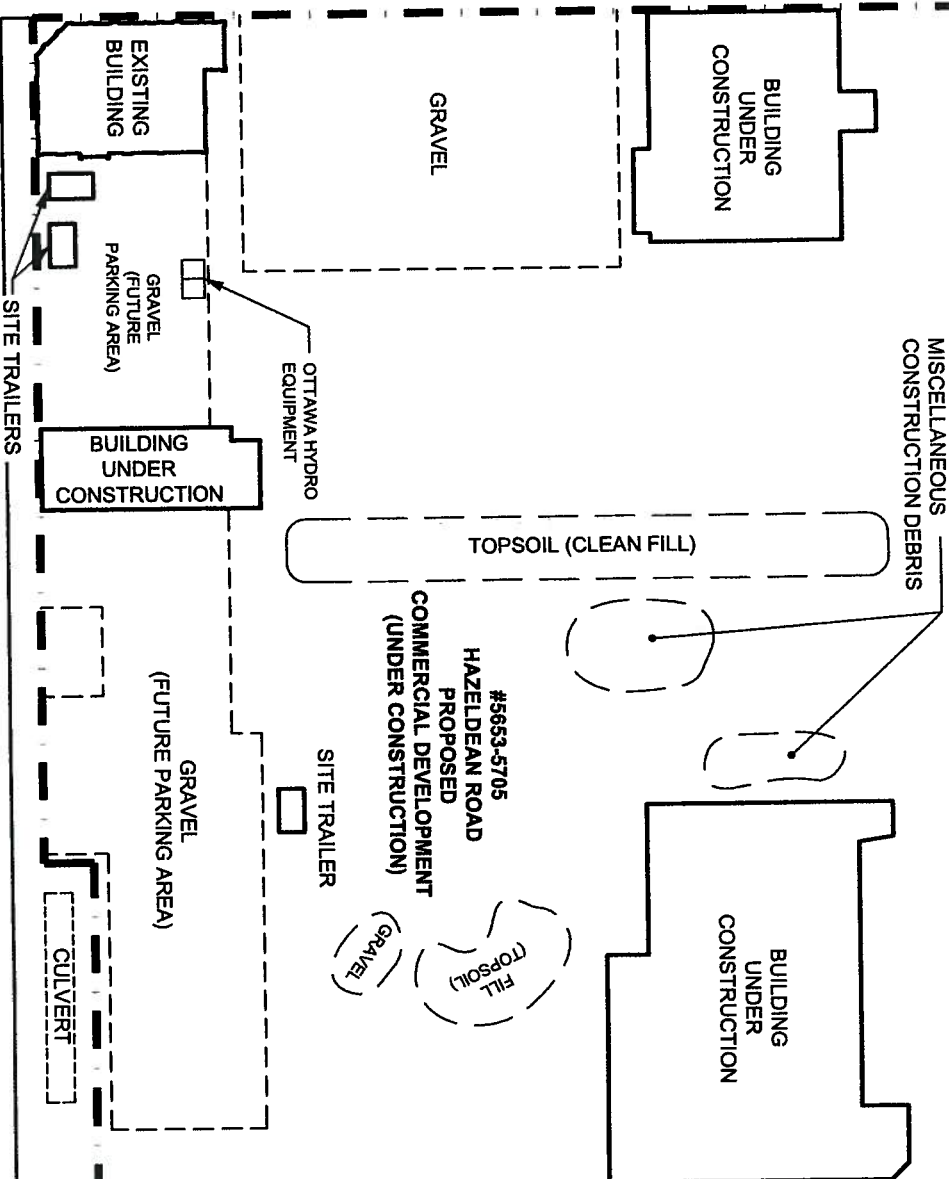 EXISTING
BUILDING
GRAVEL
BUILDING
UNDER
CONSTRUCTION
GRAVEL
(FUTURE
PARKING AREA)
SITE TRAILERS
OTTAWA HYDRO
EQUIPMENT
MISCELLANEOUS
CONSTRUCTION DEBRIS
BUILDING
UNDER
CONSTRUCTION
TOPSOIL (CLEAN FILL)
#5653-5705
HAZELDEAN ROAD
PROPOSED
COMMERCIAL DEVELOPMENT
(UNDER CONSTRUCTION)
GRAVEL
(FUTURE PARKING AREA)
SITE TRAILER
GRAVEL
FILL
(TOPSOIL)
BUILDING
UNDER
CONSTRUCTION
CULVERT